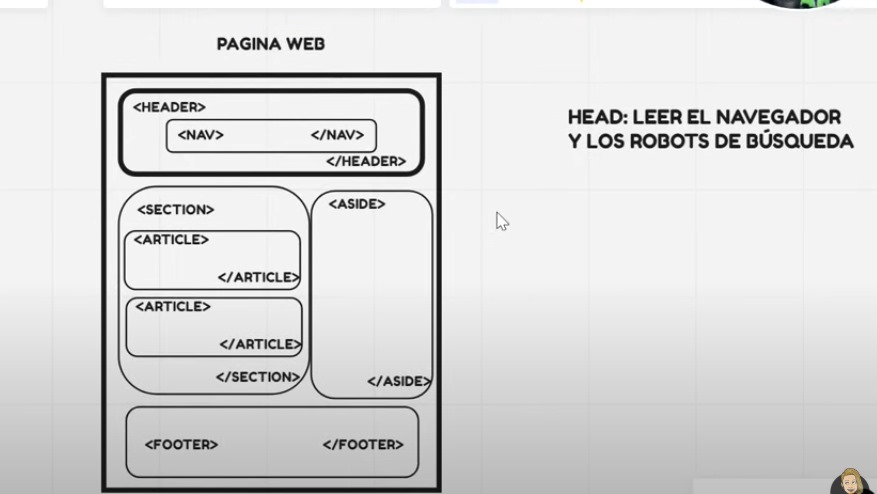 PAGINA WEB
<HEADER>
<NAV> </NAV>
</HEADER>
HEAD: LEER EL NAVEGADOR
Y LOS ROBOTS DE BÚSQUEDA
<SECTION>
<ARTICLE>
</ARTICLE>
<ARTICLE>
</ARTICLE>
</SECTION>
<ASIDE>
</ASIDE>
<FOOTER> </FOOTER>